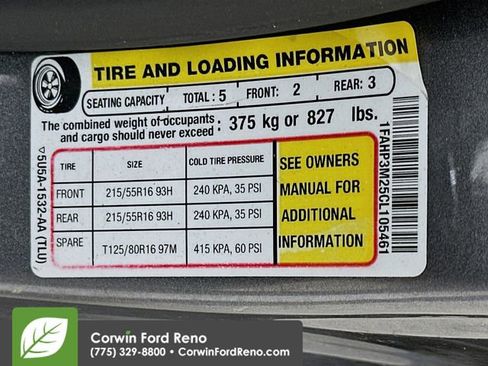 TIRE AND LOADING INFORMATION
SEATING CAPACITY TOTAL : 5 FRONT: 2 REAR: 3
The combined weight of occupants
and cargo should never exceed : 375 kg or 827 lbs.
TIRE SIZE COLD TIRE PRESSURE
FRONT 215/55R16 93H 240 KPA, 35 PSI
REAR 215/55R16 93H 240 KPA, 35 PSI
SPARE T125/80R16 97M 415 KPA, 60 PSI
SEE OWNERS
MANUAL FOR
ADDITIONAL
INFORMATION
5U5A-1532-AA (TLU)
1FAHP3M25CL105461
Corwin Ford Reno
(775) 329-8800 • CorwinFordReno.com